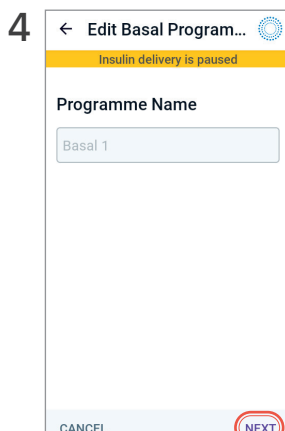 4
← Edit Basal Program...
Insulin delivery is paused
Programme Name
Basal 1
CANCEL NEXT